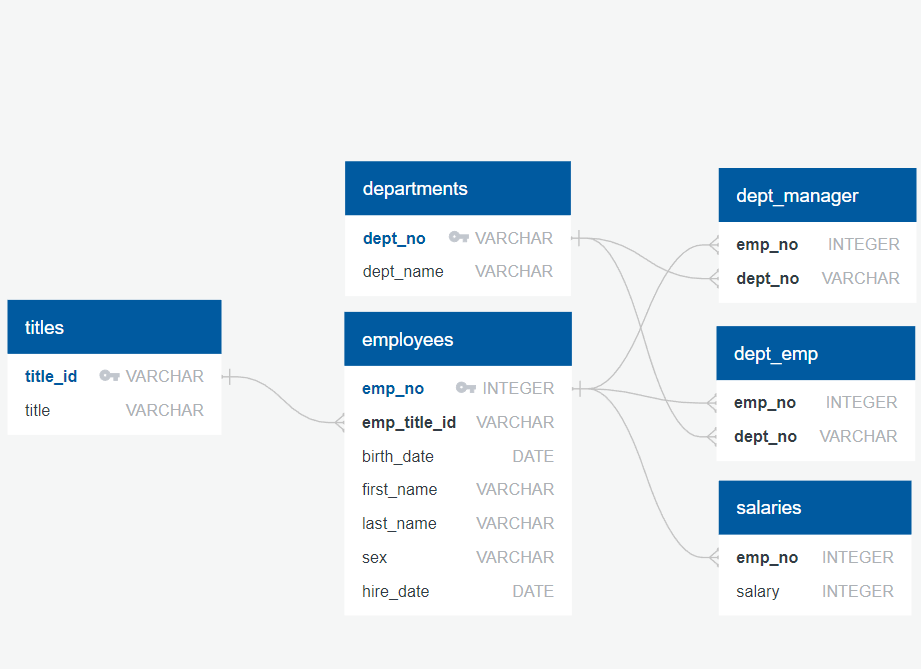 titles
title_id VARCHAR
title VARCHAR
departments
dept_no VARCHAR
dept_name VARCHAR
employees
emp_no INTEGER
emp_title_id VARCHAR
birth_date DATE
first_name VARCHAR
last_name VARCHAR
sex VARCHAR
hire_date DATE
dept_manager
emp_no INTEGER
dept_no VARCHAR
dept_emp
emp_no INTEGER
dept_no VARCHAR
salaries
emp_no INTEGER
salary INTEGER